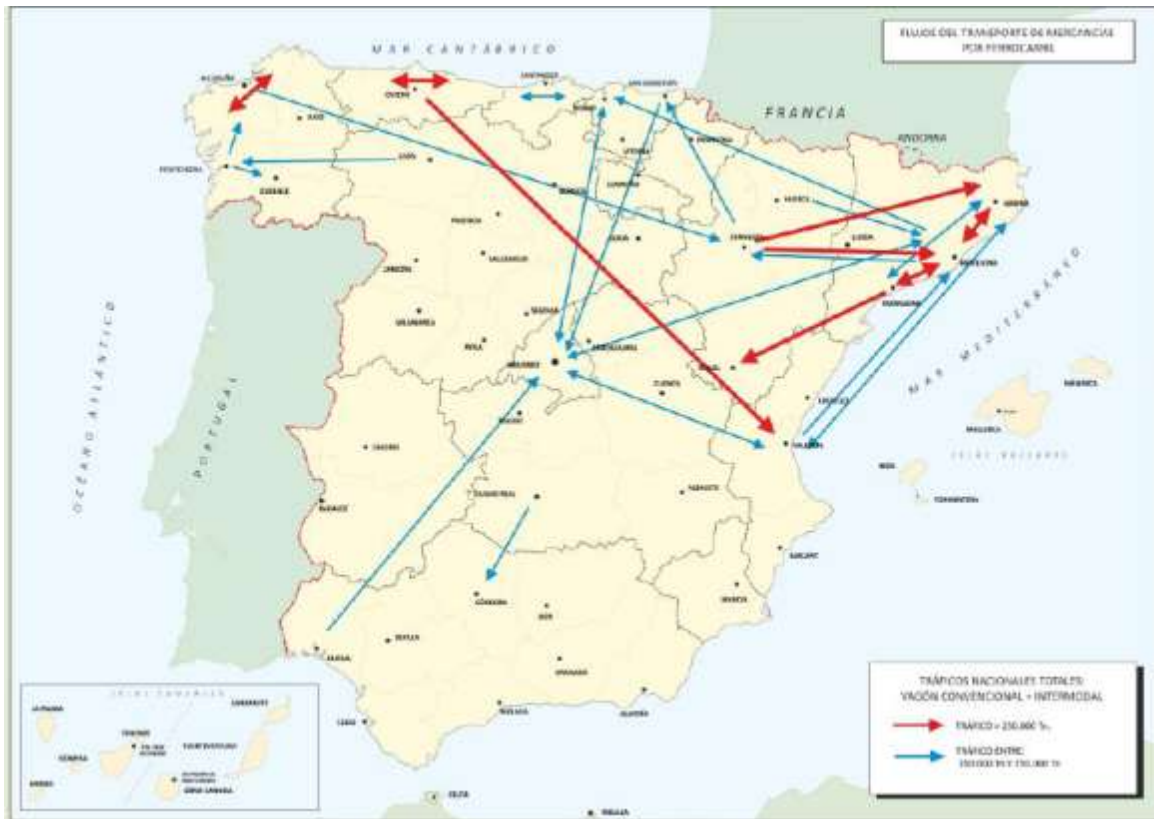 FLUJOS DEL TRANSPORTE DE MERCANCÍAS
POR FERROCARRIL
MAR CANTÁBRICO
A CORUÑA
LUGO
OVIEDO
SANTANDER
SAN SEBASTIÁN
BILBAO
VITORIA
PAMPLONA
FRANCIA
ANDORRA
PONTEVEDRA
OURENSE
LEÓN
BURGOS
LOGROÑO
HUESCA
GIRONA
PALENCIA
SORIA
ZARAGOZA
LLEIDA
ZAMORA
VALLADOLID
BARCELONA
TARRAGONA
SALAMANCA
SEGOVIA
ÁVILA
GUADALAJARA
TERUEL
CUENCA
CASTELLÓ
MENORCA
MALLORCA
OCÉANO ATLÁNTICO
PORTUGAL
MAR MEDITERRÁNEO
TOLEDO
VALENCIA
ISLAS BALEARES
CÁCERES
IBIZA
FORMENTERA
BADAJOZ
CIUDAD REAL
ALBACETE
ALICANTE
MURCIA
CÓRDOBA
JAÉN
HUELVA
SEVILLA
GRANADA
MÁLAGA
ALMERÍA
CÁDIZ
CEUTA
MELILLA
ISLAS CANARIAS
LA PALMA
TENERIFE
LANZAROTE
FUERTEVENTURA
GOMERA
HIERRO
GRAN CANARIA
TRÁFICOS NACIONALES TOTALES:
VAGÓN CONVENCIONAL + INTERMODAL
TRÁFICO > 250.000 Tn.
TRÁFICO ENTRE: